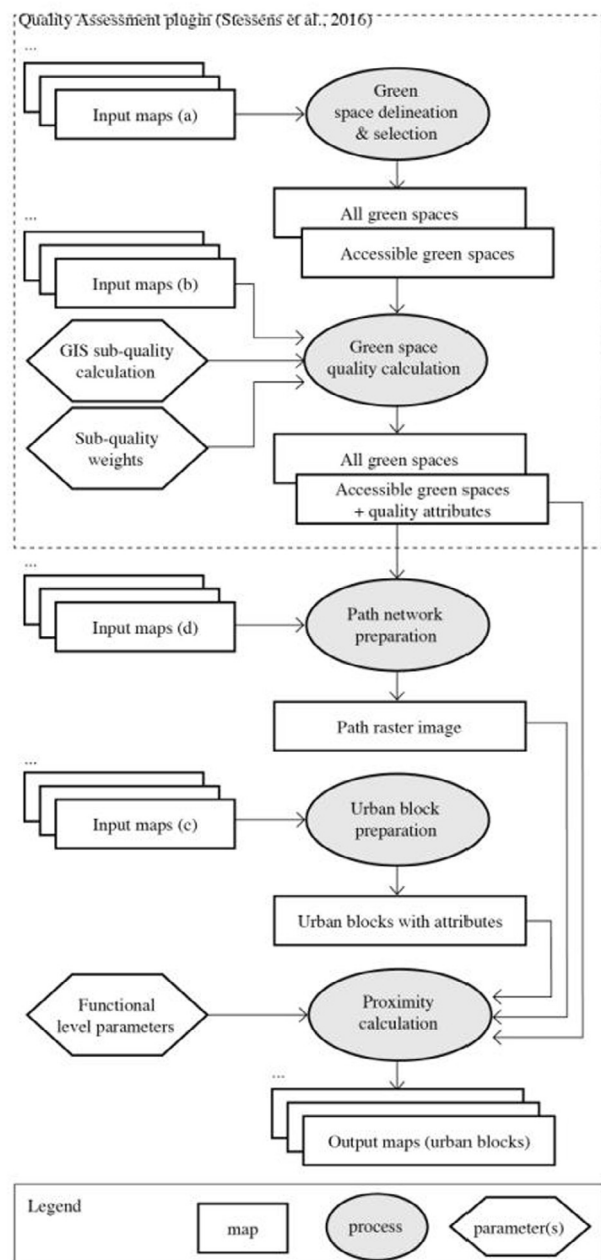 Quality Assessment plugin (Stessens et al., 2016)
...
Input maps (a)
Green
space delineation
& selection
All green spaces
Accessible green spaces
...
Input maps (b)
GIS sub-quality
calculation
Sub-quality
weights
Green space
quality calculation
All green spaces
Accessible green spaces
+ quality attributes
...
Input maps (d)
Path network
preparation
Path raster image
...
Input maps (c)
Urban block
preparation
Urban blocks with attributes
Functional
level parameters
Proximity
calculation
...
Output maps (urban blocks)
Legend
map
process
parameter(s)